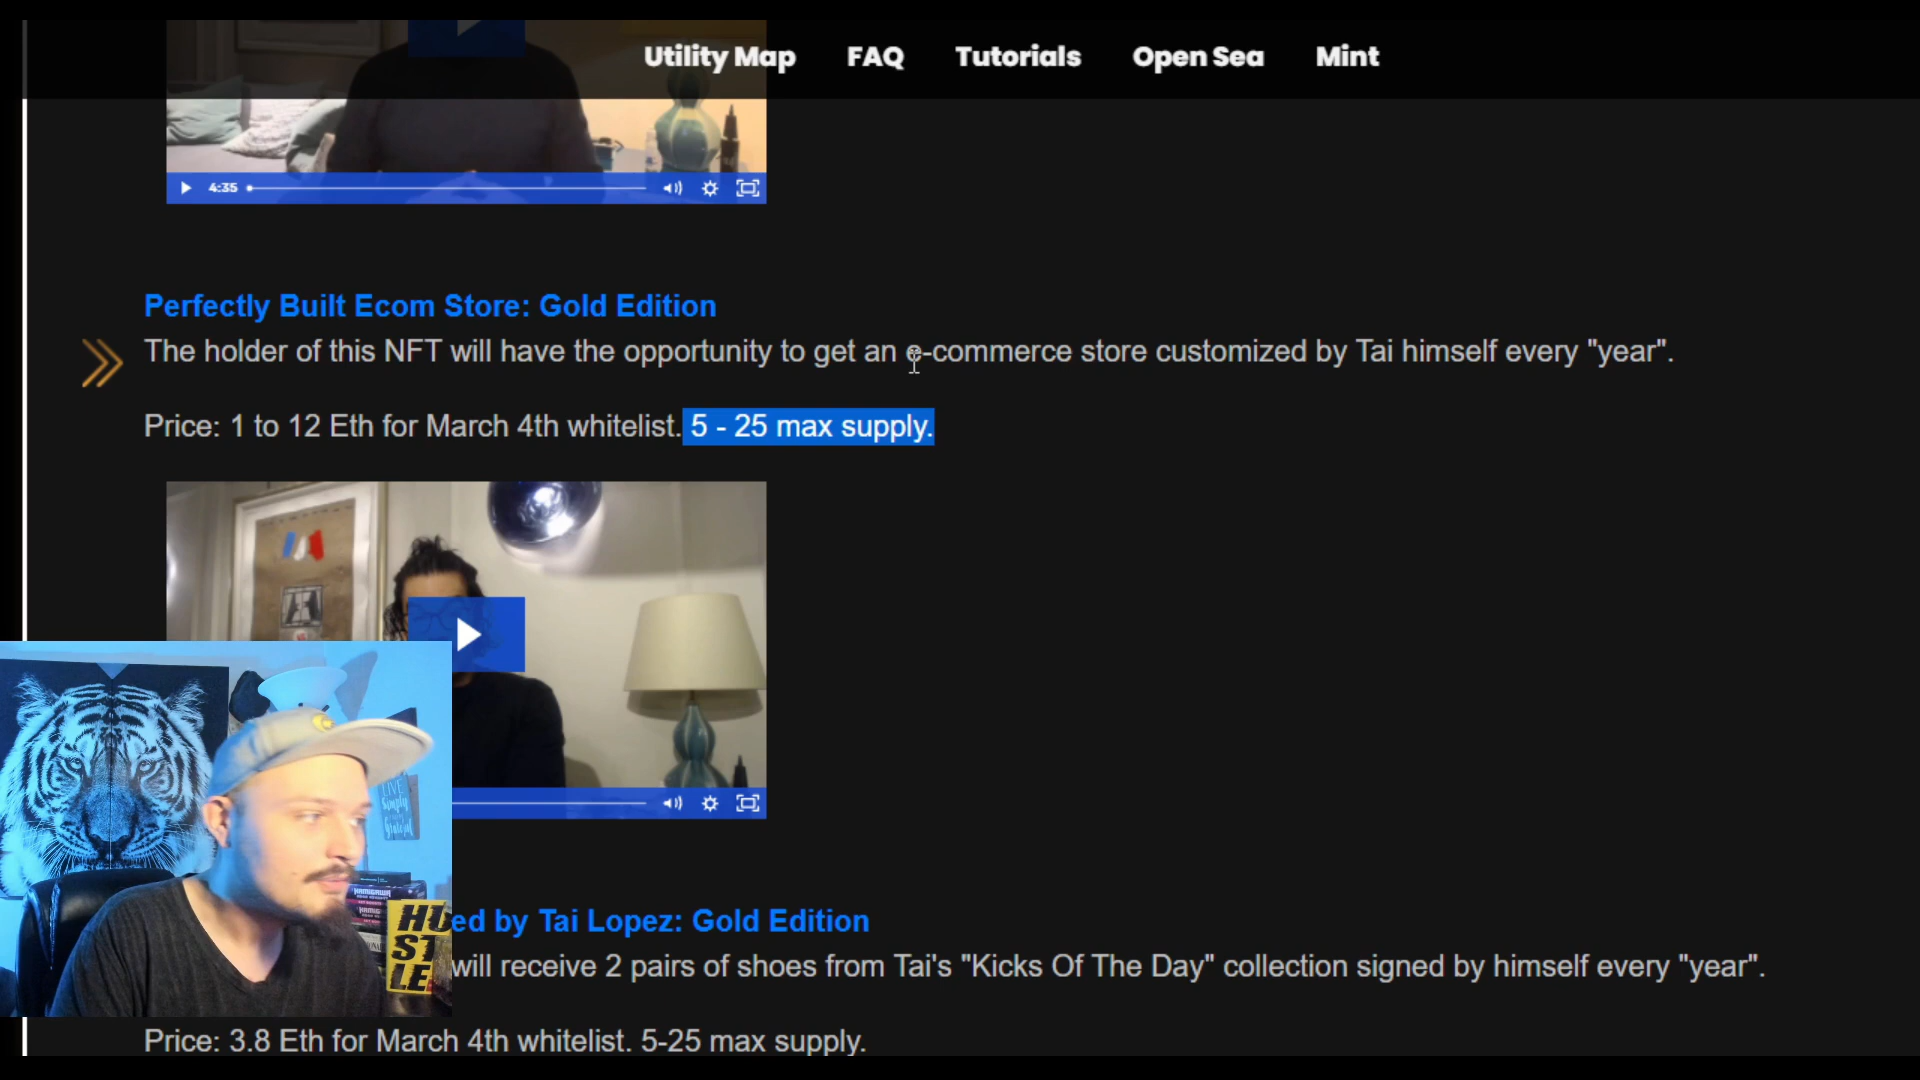 Utility Map FAQ Tutorials Open Sea Mint
4:35
Perfectly Built Ecom Store: Gold Edition
The holder of this NFT will have the opportunity to get an e-commerce store customized by Tai himself every "year".
Price: 1 to 12 Eth for March 4th whitelist. 5 - 25 max supply.
LIVE
Simply
Grateful
HUSTLE
ed by Tai Lopez: Gold Edition
will receive 2 pairs of shoes from Tai's "Kicks Of The Day" collection signed by himself every "year".
Price: 3.8 Eth for March 4th whitelist. 5-25 max supply.